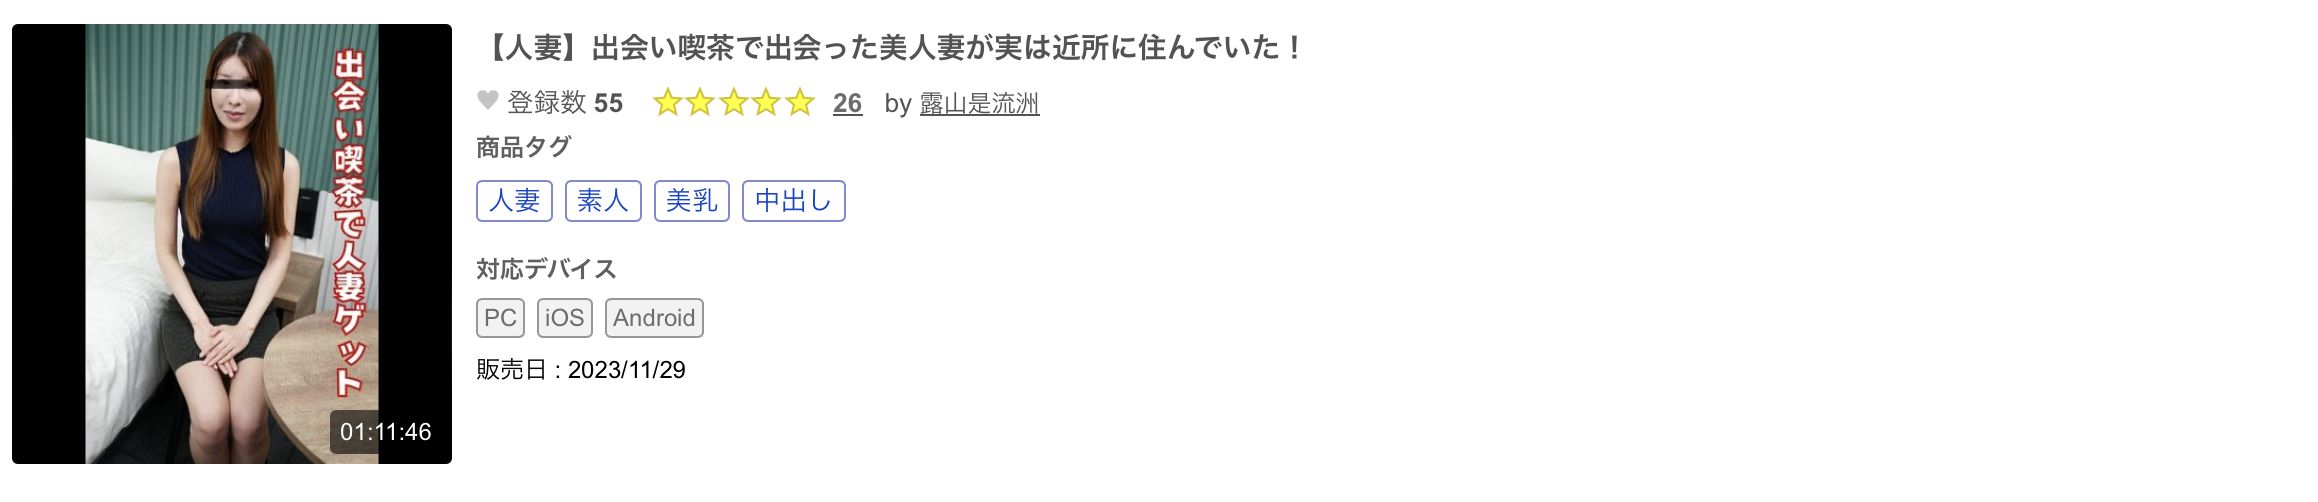 出会い喫茶で人妻ゲット
01:11:46
【人妻】出会い喫茶で出会った美人妻が実は近所に住んでいた！
登録数 55 26 by 露山是流洲
商品タグ
人妻 素人 美乳 中出し
対応デバイス
PC iOS Android
販売日 : 2023/11/29